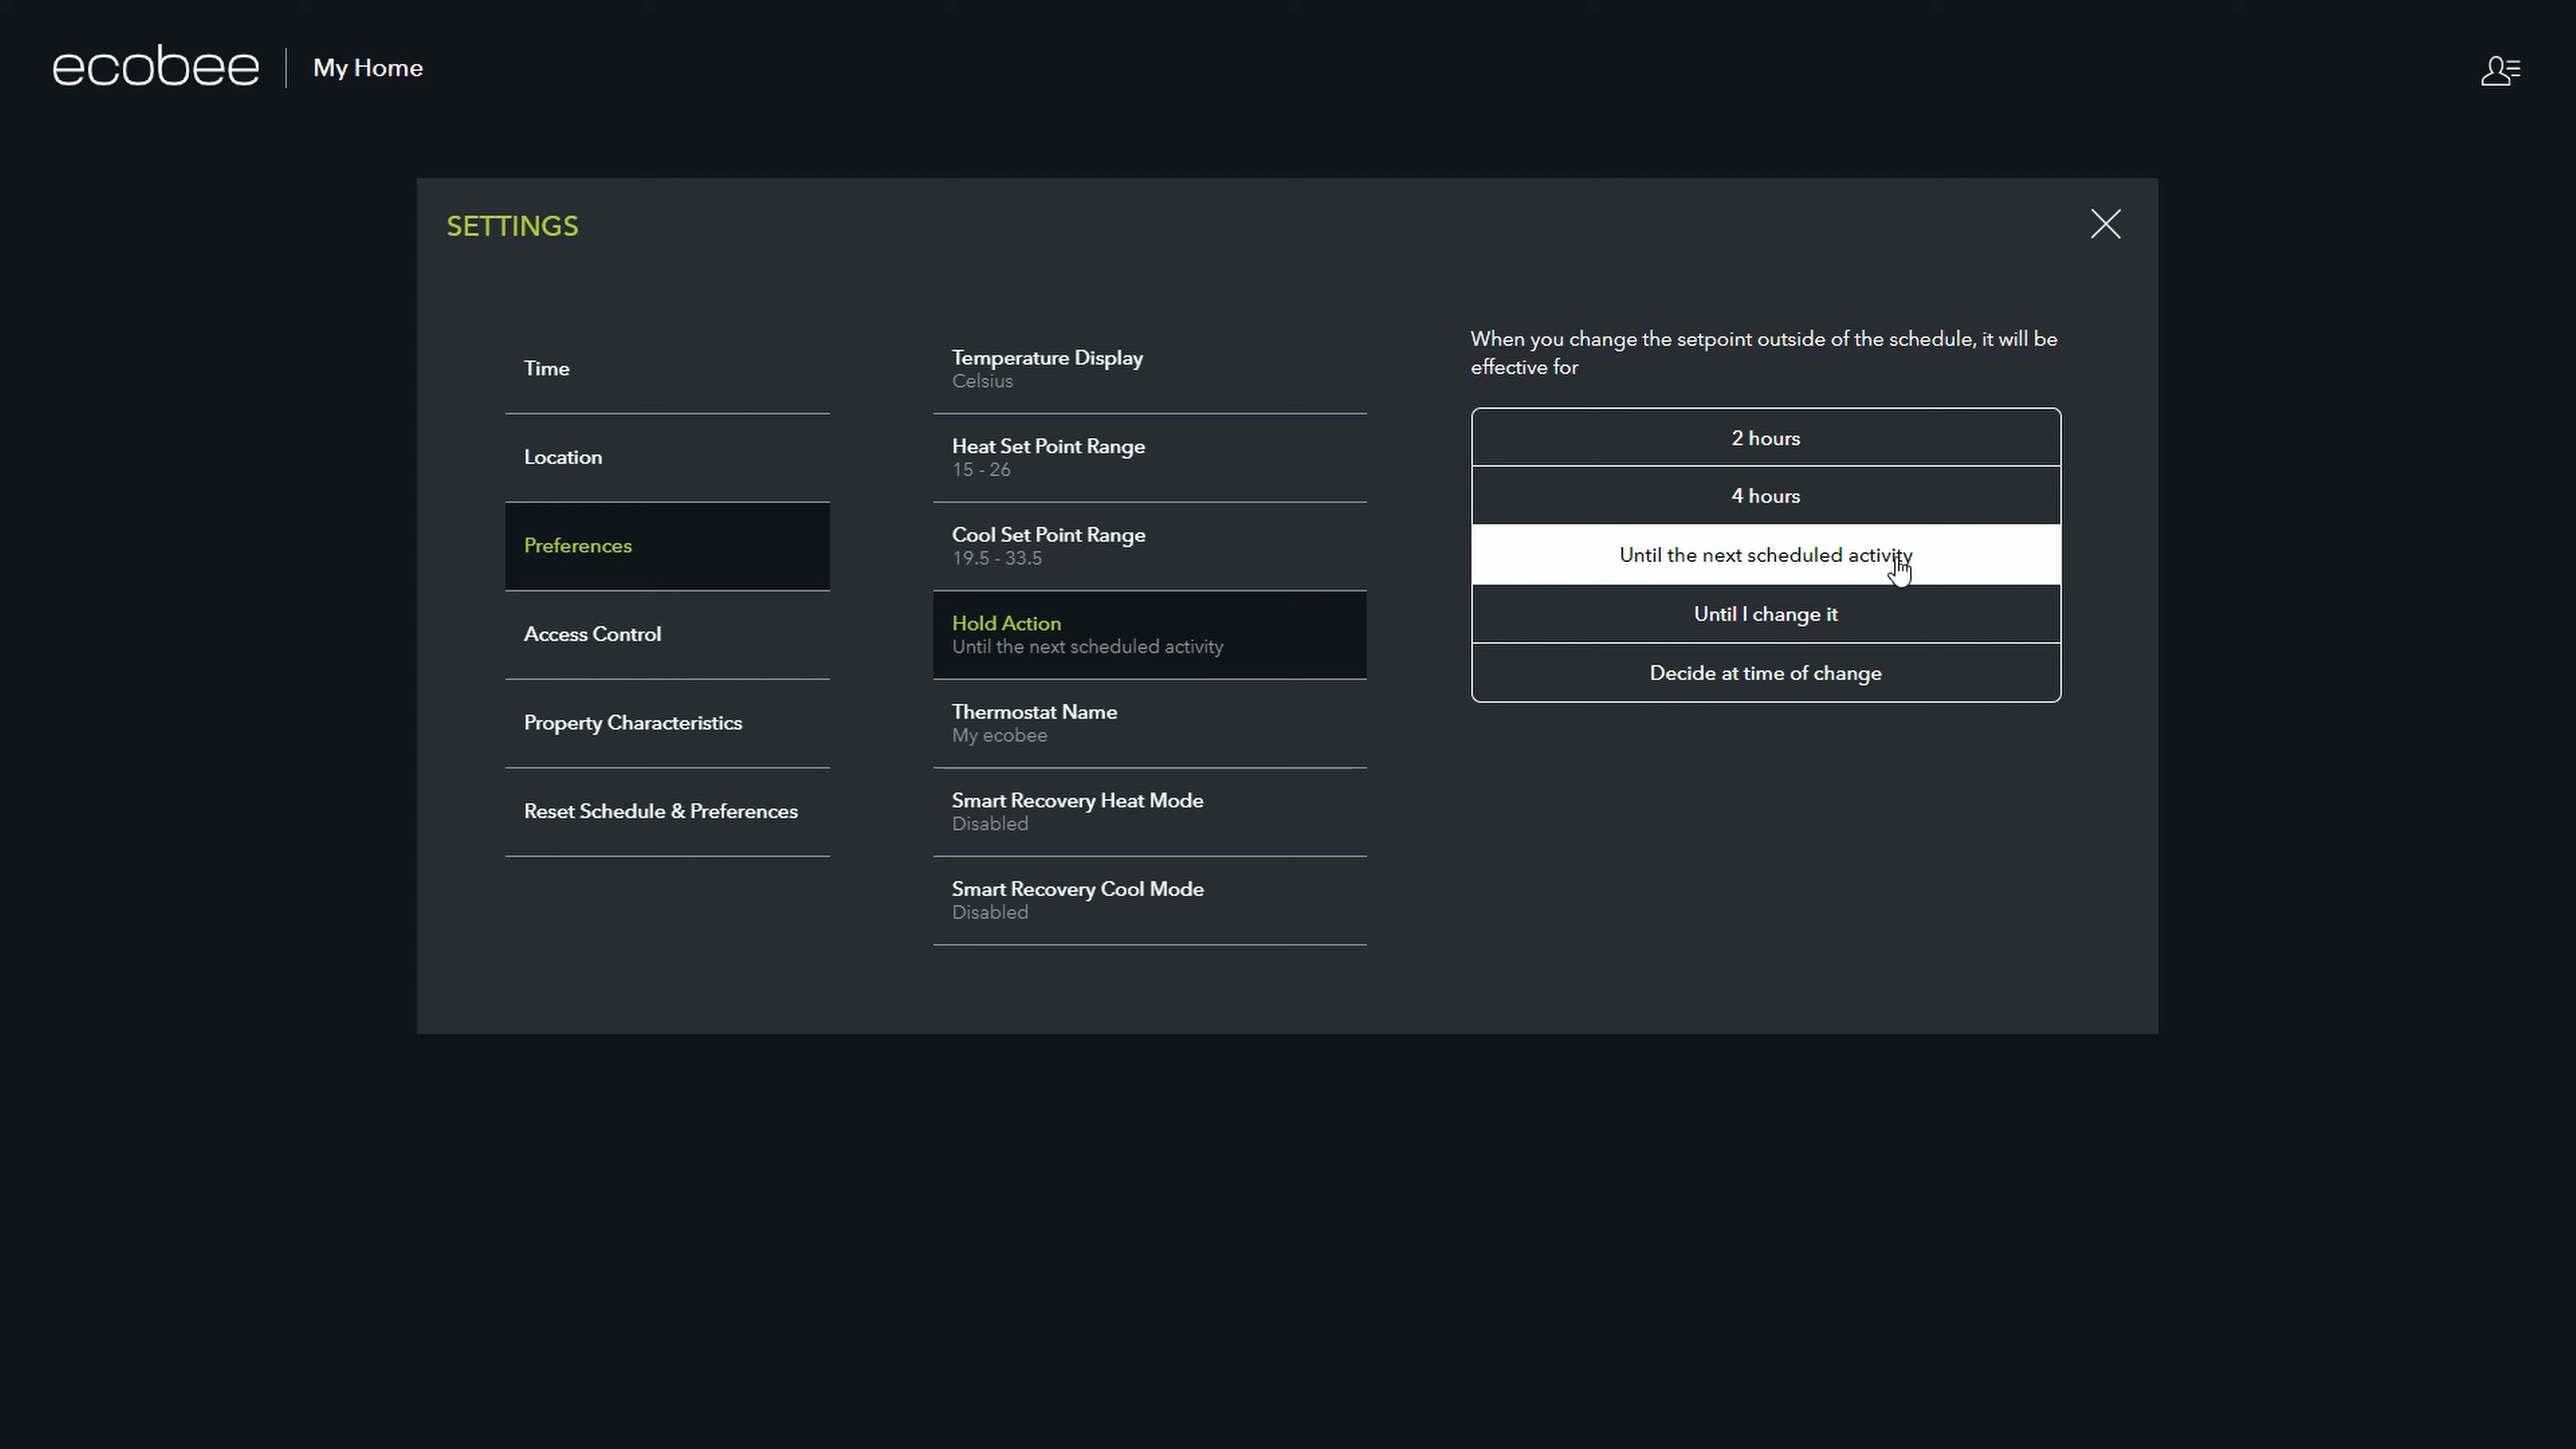 ecobee
My Home
SETTINGS
Time
Location
Preferences
Access Control
Property Characteristics
Reset Schedule & Preferences
Temperature Display
Celsius
Heat Set Point Range
15 - 26
Cool Set Point Range
19.5 - 33.5
Hold Action
Until the next scheduled activity
Thermostat Name
My ecobee
Smart Recovery Heat Mode
Disabled
Smart Recovery Cool Mode
Disabled
When you change the setpoint outside of the schedule, it will be
effective for
2 hours
4 hours
Until the next scheduled activity
Until I change it
Decide at time of change